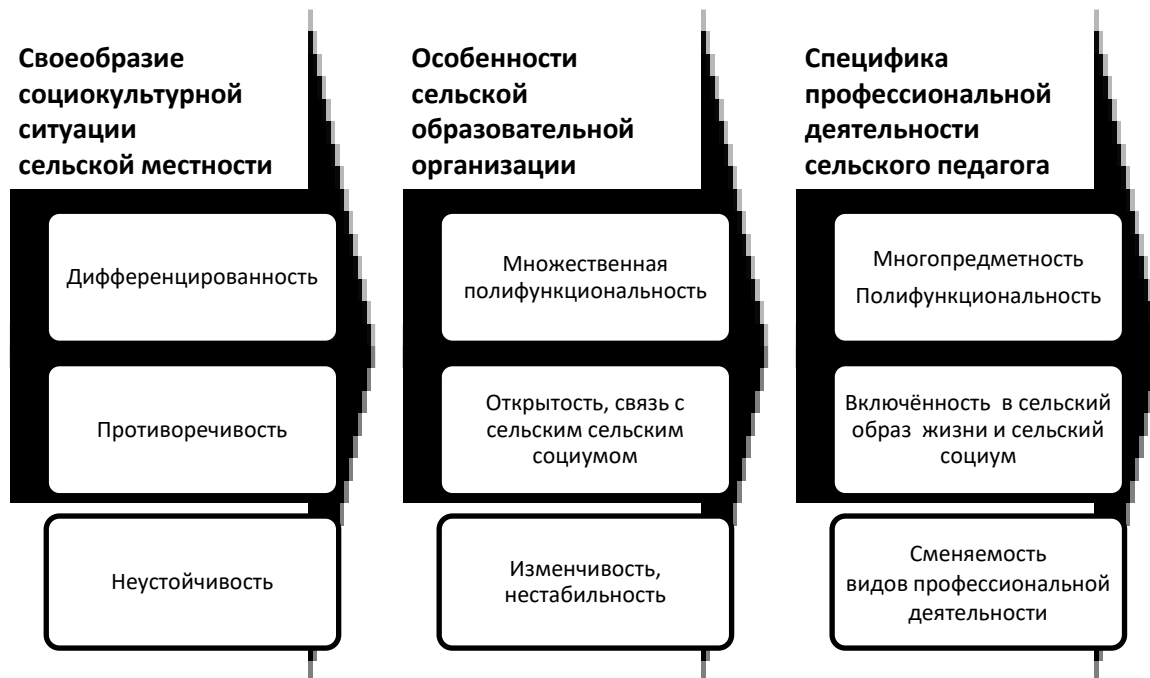 Своеобразие
социокультурной
ситуации
сельской местности
Дифференцированность
Противоречивость
Неустойчивость
Особенности
сельской
образовательной
организации
Множественная
полифункциональность
Открытость, связь с
сельским сельским
социумом
Изменчивость,
нестабильность
Специфика
профессиональной
деятельности
сельского педагога
Многопредметность
Полифункциональность
Включённость в сельский
образ жизни и сельский
социум
Сменяемость
видов профессиональной
деятельности